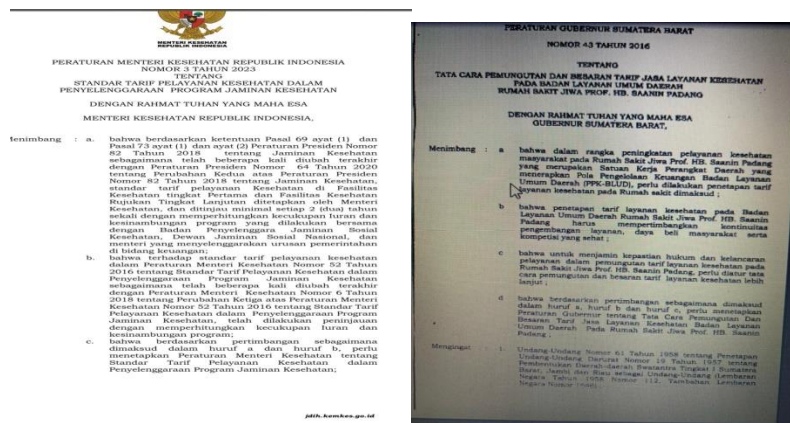 MENTERI KESEHATAN
REPUBLIK INDONESIA
PERATURAN MENTERI KESEHATAN REPUBLIK INDONESIA
NOMOR 3 TAHUN 2023
TENTANG
STANDAR TARIF PELAYANAN KESEHATAN DALAM
PENYELENGGARAAN PROGRAM JAMINAN KESEHATAN
DENGAN RAHMAT TUHAN YANG MAHA ESA
MENTERI KESEHATAN REPUBLIK INDONESIA,
Menimbang : a. bahwa berdasarkan ketentuan Pasal 69 ayat (1) dan
Pasal 73 ayat (1) dan ayat (2) Peraturan Presiden Nomor
82 Tahun 2018 tentang Jaminan Kesehatan
sebagaimana telah beberapa kali diubah terakhir
dengan Peraturan Presiden Nomor 64 Tahun 2020
tentang Perubahan Kedua atas Peraturan Presiden
Nomor 82 Tahun 2018 tentang Jaminan Kesehatan,
standar tarif pelayanan Kesehatan di Fasilitas
Kesehatan tingkat Pertama dan Fasilitas Kesehatan
Rujukan Tingkat Lanjutan ditetapkan oleh Menteri
Kesehatan, dan ditinjau minimal setiap 2 (dua) tahun
sekali dengan memperhitungkan kecukupan Iuran dan
kesinambungan program yang dilakukan bersama
dengan Badan Penyelenggara Jaminan Sosial
Kesehatan, Dewan Jaminan Sosial Nasional, dan
menteri yang menyelenggarakan urusan pemerintahan
di bidang keuangan;
b. bahwa terhadap standar tarif pelayanan kesehatan
dalam Peraturan Menteri Kesehatan Nomor 52 Tahun
2016 tentang Standar Tarif Pelayanan Kesehatan dalam
Penyelenggaraan Program Jaminan Kesehatan
sebagaimana telah beberapa kali diubah terakhir
dengan Peraturan Menteri Kesehatan Nomor 6 Tahun
2018 tentang Perubahan Ketiga atas Peraturan Menteri
Kesehatan Nomor 52 Tahun 2016 tentang Standar Tarif
Pelayanan Kesehatan dalam Penyelenggaraan Program
Jaminan Kesehatan, telah dilakukan peninjauan
dengan memperhitungkan kecukupan Iuran dan
kesinambungan program;
c. bahwa berdasarkan pertimbangan sebagaimana
dimaksud dalam huruf a, dan huruf b, perlu
menetapkan Peraturan Menteri Kesehatan tentang
Standar Tarif Pelayanan Kesehatan dalam
Penyelenggaraan Program Jaminan Kesehatan;
jdih.kemkes.go.id
PERATURAN GUBERNUR SUMATERA BARAT
NOMOR 43 TAHUN 2016
TENTANG
TATA CARA PEMUNGUTAN DAN BESARAN TARIF JASA LAYANAN KESEHATAN
PADA BADAN LAYANAN UMUM DAERAH
RUMAH SAKIT JIWA PROF. HB. SAANIN PADANG
DENGAN RAHMAT TUHAN YANG MAHA ESA
GUBERNUR SUMATERA BARAT,
Menimbang : a bahwa dalam rangka peningkatan pelayanan kesehatan
masyarakat pada Rumah Sakit Jiwa Prof. HB. Saanin Padang
yang merupakan Satuan Kerja Perangkat Daerah yang
menerapkan Pola Pengelolaan Keuangan Badan Layanan
Umum Daerah (PPK-BLUD), perlu dilakukan penetapan tarif
layanan kesehatan pada Rumah sakit dimaksud ;
b bahwa penetapan tarif layanan kesehatan pada Badan
Layanan Umum Daerah Rumah Sakit Jiwa Prof. HB. Saanin
Padang harus mempertimbangkan kontinuitas
pengembangan layanan, daya beli masyarakat serta
kompetisi yang sehat ;
c bahwa untuk menjamin kepastian hukum dan kelancaran
pelayanan dalam pemungutan tarif layanan kesehatan pada
Rumah Sakit Jiwa Prof. HB. Saanin Padang, perlu diatur tata
cara pemungutan dan besaran tarif layanan kesehatan lebih
lanjut ;
d bahwa berdasarkan pertimbangan sebagaimana dimaksud
dalam huruf a, huruf b dan huruf c, perlu menetapkan
Peraturan Gubernur tentang Tata Cara Pemungutan Dan
Besaran Tarif Jasa Layanan Kesehatan Badan Layanan
Umum Daerah Pada Rumah Sakit Jiwa Prof. HB. Saanin
Padang ;
Mengingat : 1. Undang-Undang Nomor 61 Tahun 1958 tentang Penetapan
Undang-Undang Darurat Nomor 19 Tahun 1957 tentang
Pembentukan Daerah-daerah Swatantra Tingkat I Sumatera
Barat, Jambi dan Riau sebagai Undang-Undang (Lembaran
Negara Tahun 1958 Nomor 112, Tambahan Lembaran
Negara Nomor